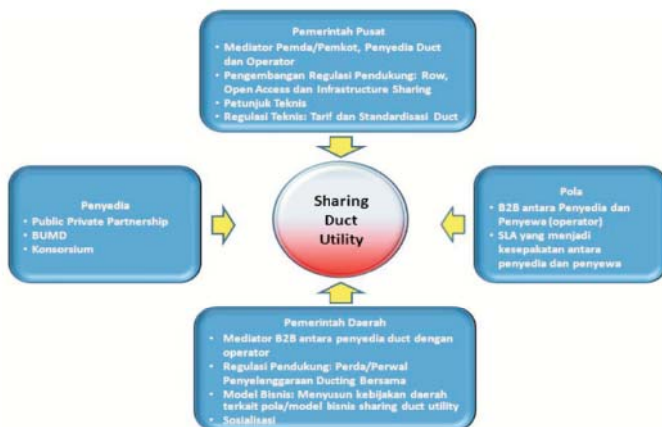 Pemerintah Pusat
• Mediator Pemda/Pemkot, Penyedia Duct
dan Operator
• Pengembangan Regulasi Pendukung: Row,
Open Access dan Infrastructure Sharing
• Petunjuk Teknis
• Regulasi Teknis: Tarif dan Standardisasi Duct
Penyedia
• Public Private Partnership
• BUMD
• Konsorsium
Sharing
Duct
Utility
Pola
• B2B antara Penyedia dan
Penyewa (operator)
• SLA yang menjadi
kesepakatan antara
penyedia dan penyewa
Pemerintah Daerah
• Mediator B2B antara penyedia duct dengan
operator
• Regulasi Pendukung: Perda/Perwal
Penyelenggaraan Ducting Bersama
• Model Bisnis: Menyusun kebijakan daerah
terkait pola/model bisnis sharing duct utility
• Sosialisasi